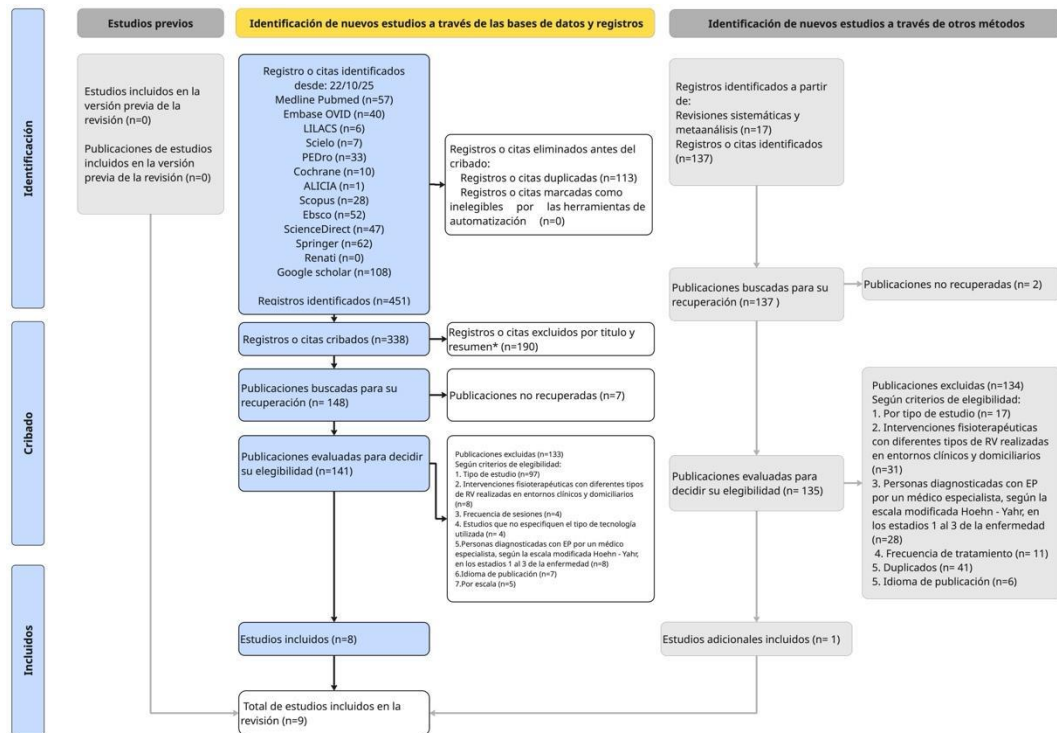 Estudios previos
Identificación de nuevos estudios a través de las bases de datos y registros
Identificación de nuevos estudios a través de otros métodos
Identificación
Estudios incluidos en la
versión previa de la
revisión (n=0)
Publicaciones de estudios
incluidos en la versión
previa de la revisión (n=0)
Registro o citas identificados
desde: 22/10/25
Medline Pubmed (n=57)
Embase OVID (n=40)
LILACS (n=6)
Scielo (n=7)
PEDro (n=33)
Cochrane (n=10)
ALICIA (n=1)
Scopus (n=28)
Ebsco (n=52)
ScienceDirect (n=47)
Springer (n=62)
Renati (n=0)
Google scholar (n=108)
Registros identificados (n=451)
Registros o citas eliminados antes del
cribado:
Registros o citas duplicadas (n=113)
Registros o citas marcadas como
inelegibles por las herramientas de
automatización (n=0)
Registros identificados a partir
de:
Revisiones sistemáticas y
metaanálisis (n=17)
Registros o citas identificados
(n=137)
Publicaciones buscadas para su
recuperación (n=137 )
Publicaciones no recuperadas (n= 2)
Cribado
Registros o citas cribados (n=338)
Registros o citas excluidos por titulo y
resumen* (n=190)
Publicaciones buscadas para su
recuperación (n= 148)
Publicaciones no recuperadas (n=7)
Publicaciones evaluadas para decidir
su elegibilidad (n=141)
Publicaciones excluidas (n=133)
Según criterios de elegibilidad:
1. Tipo de estudio (n=97)
2. Intervenciones fisioterapéuticas con diferentes tipos
de RV realizadas en entornos clínicos y domiciliarios
(n=8)
3. Frecuencia de sesiones (n=4)
4. Estudios que no especifiquen el tipo de tecnología
utilizada (n= 4)
5.Personas diagnosticadas con EP por un médico
especialista, según la escala modificada Hoehn - Yahr,
en los estadios 1 al 3 de la enfermedad (n=8)
6.Idioma de publicación (n=7)
7.Por escala (n=5)
Publicaciones evaluadas para
decidir su elegibilidad (n= 135)
Publicaciones excluidas (n=134)
Según criterios de elegibilidad:
1. Por tipo de estudio (n= 17)
2. Intervenciones fisioterapéuticas
con diferentes tipos de RV realizadas
en entornos clínicos y domiciliarios
(n=31)
3. Personas diagnosticadas con EP
por un médico especialista, según la
escala modificada Hoehn - Yahr, en
los estadios 1 al 3 de la enfermedad
(n=28)
4. Frecuencia de tratamiento (n= 11)
5. Duplicados (n= 41)
5. Idioma de publicación (n=6)
Incluidos
Estudios incluidos (n=8)
Estudios adicionales incluidos (n= 1)
Total de estudios incluidos en la
revisión (n=9)